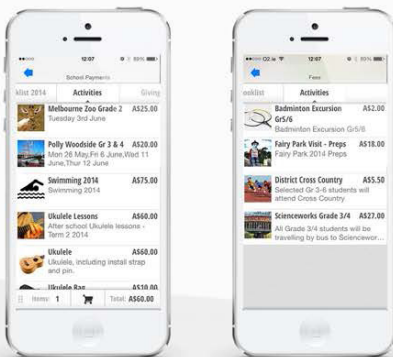 12:07
89%
School Payments
klist 2014
Activities
Giving
Melbourne Zoo Grade 2 A$25.00
Tuesday 3rd June
Polly Woodside Gr 3 & 4 A$20.00
Mon 26 May,Fri 6 June,Wed 11
June,Thur 12 June
Swimming 2014 A$75.00
Swimming 2014
Ukulele Lessons A$60.00
After school Ukulele lessons -
Term 2 2014
Ukulele A$60.00
Ukulele, including install strap
and pin.
Ukulele Bag A$10.00
Items: 1
Total: A$60.00
O2.ie
12:07
Fees
ooklist
Activities
Badminton Excursion A$2.00
Gr5/6
Badminton Excursion Gr5/6
Fairy Park Visit - Preps A$18.00
Fairy Park 2014 Preps
District Cross Country A$5.50
Selected Gr 3-6 students will
attend Cross Country
Scienceworks Grade 3/4 A$27.00
All Grade 3/4 students will be
travelling by bus to Sciencewor...